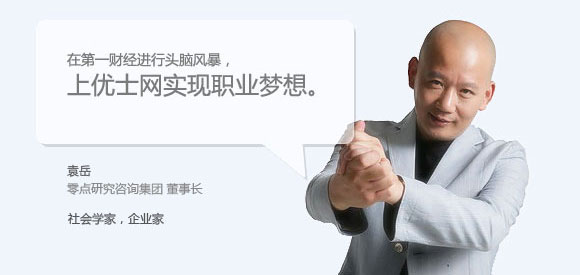 在第一财经进行头脑风暴，
上优士网实现职业梦想。
袁岳
零点研究咨询集团 董事长
社会学家，企业家